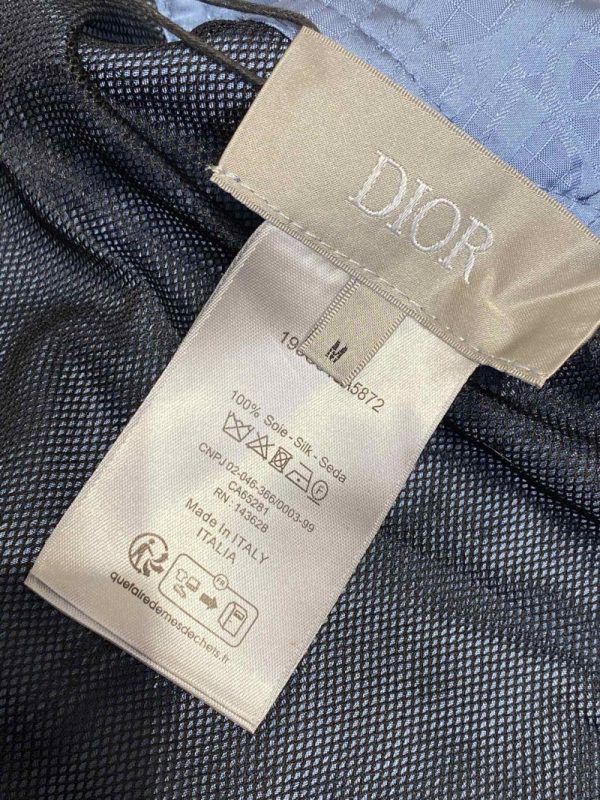 DIOR
M
5872
100% Soie - Silk - Seda
CNPJ 02-046-366/0003-99
CA65281
RN: 143628
Made in ITALY
ITALIA
FR
quefairedemesdechets.fr